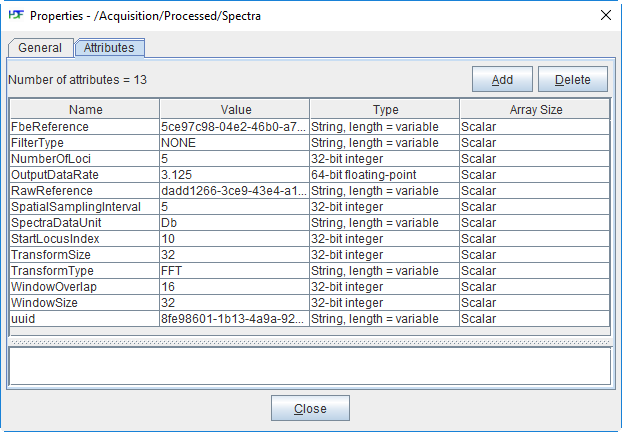 HDF Properties - /Acquisition/Processed/Spectra
General Attributes
Number of attributes = 13 Add Delete
Name Value Type Array Size
FbeReference 5ce97c98-04e2-46b0-a7... String, length = variable Scalar
FilterType NONE String, length = variable Scalar
NumberOfLoci 5 32-bit integer Scalar
OutputDataRate 3.125 64-bit floating-point Scalar
RawReference dadd1266-3ce9-43e4-a1... String, length = variable Scalar
SpatialSamplingInterval 5 32-bit integer Scalar
SpectraDataUnit Db String, length = variable Scalar
StartLocusIndex 10 32-bit integer Scalar
TransformSize 32 32-bit integer Scalar
TransformType FFT String, length = variable Scalar
WindowOverlap 16 32-bit integer Scalar
WindowSize 32 32-bit integer Scalar
uuid 8fe98601-1b13-4a9a-92... String, length = variable Scalar
Close